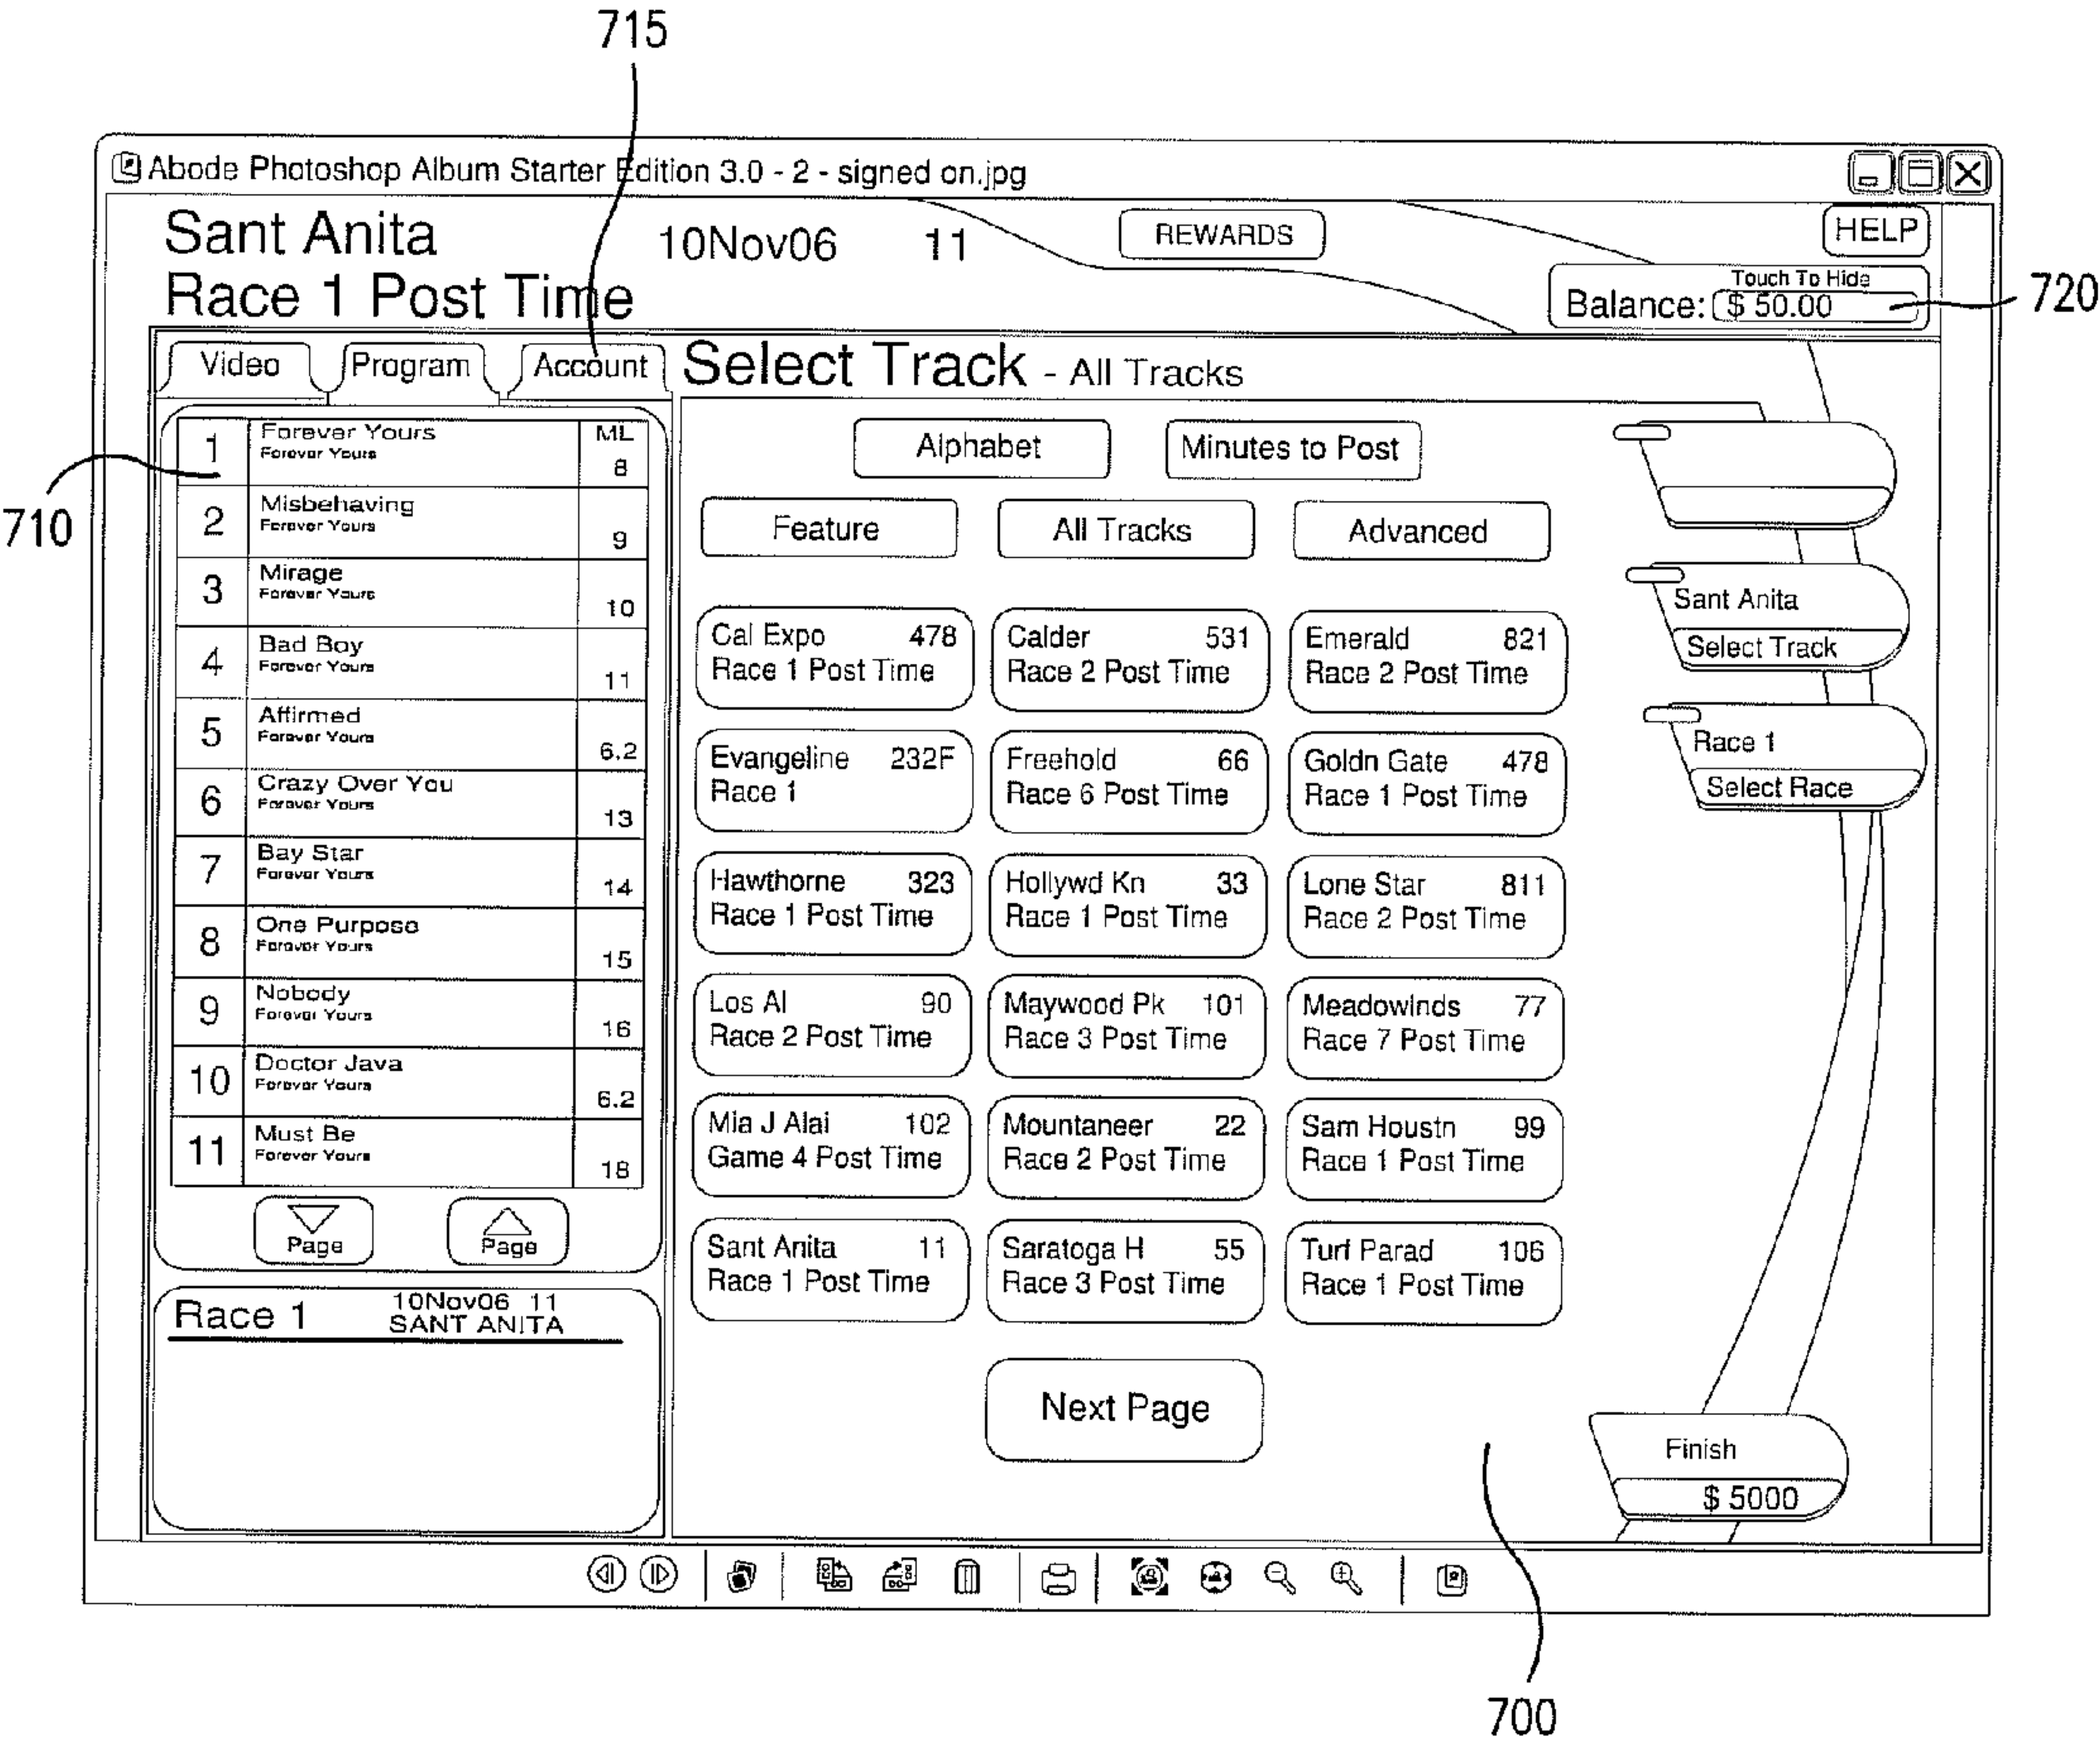 715
Abode Photoshop Album Starter Edition 3.0 - 2 - signed on.jpg
Sant Anita 10Nov06 11 REWARDS HELP
Race 1 Post Time
Touch To Hide
Balance: $ 50.00
720
Video Program Account
Select Track - All Tracks
710
1 Forever Yours ML
Forever Yours 8
2 Misbehaving
Forever Yours 9
3 Mirage
Forever Yours 10
4 Bad Boy
Forever Yours 11
5 Affirmed
Forever Yours 6.2
6 Crazy Over You
Forever Yours 13
7 Bay Star
Forever Yours 14
8 One Purpose
Forever Yours 15
9 Nobody
Forever Yours 16
10 Doctor Java
Forever Yours 6.2
11 Must Be
Forever Yours 18
Page Page
Race 1 10Nov06 11
SANT ANITA
Alphabet Minutes to Post
Feature All Tracks Advanced
Cal Expo 478
Race 1 Post Time
Calder 531
Race 2 Post Time
Emerald 821
Race 2 Post Time
Evangeline 232F
Race 1
Freehold 66
Race 6 Post Time
Goldn Gate 478
Race 1 Post Time
Hawthorne 323
Race 1 Post Time
Hollywd Kn 33
Race 1 Post Time
Lone Star 811
Race 2 Post Time
Los Al 90
Race 2 Post Time
Maywood Pk 101
Race 3 Post Time
Meadowlnds 77
Race 7 Post Time
Mia J Alai 102
Game 4 Post Time
Mountaneer 22
Race 2 Post Time
Sam Houstn 99
Race 1 Post Time
Sant Anita 11
Race 1 Post Time
Saratoga H 55
Race 3 Post Time
Turf Parad 106
Race 1 Post Time
Next Page
Sant Anita
Select Track
Race 1
Select Race
Finish
$ 5000
700